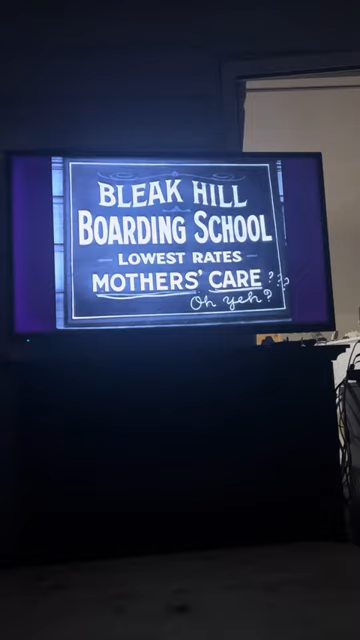 BLEAK HILL
BOARDING SCHOOL
LOWEST RATES
MOTHERS' CARE ???
Oh yeh?